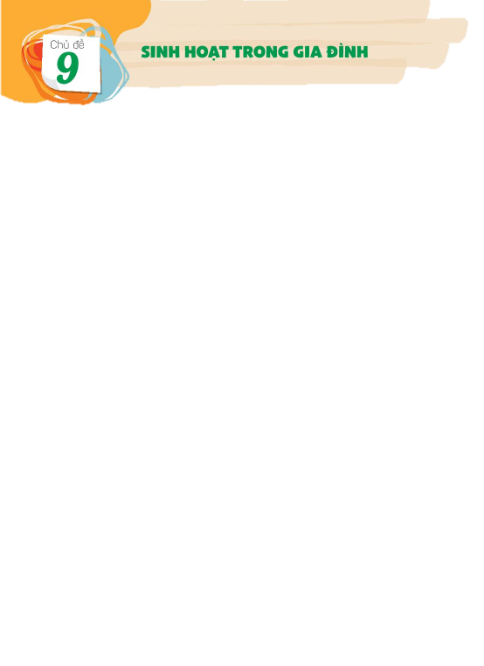 Chủ đề
9
SINH HOẠT TRONG GIA ĐÌNH